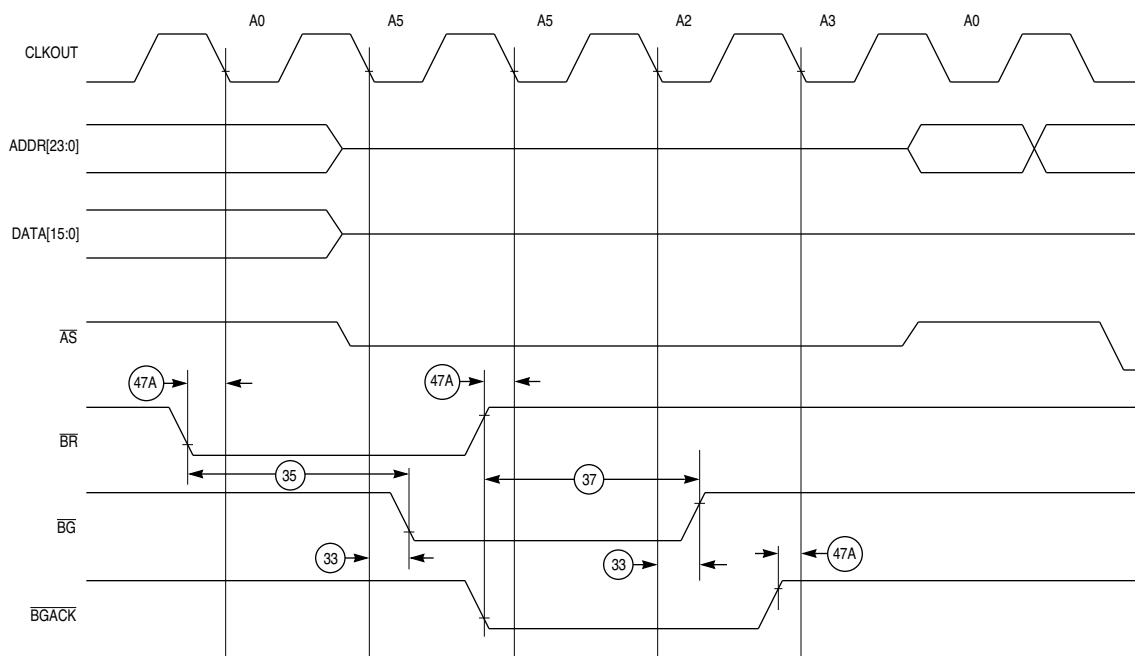 A0 A5 A5 A2 A3 A0
CLKOUT
ADDR[23:0]
DATA[15:0]
AS
47A 47A
BR
35 37
BG
33 33 47A
BGACK